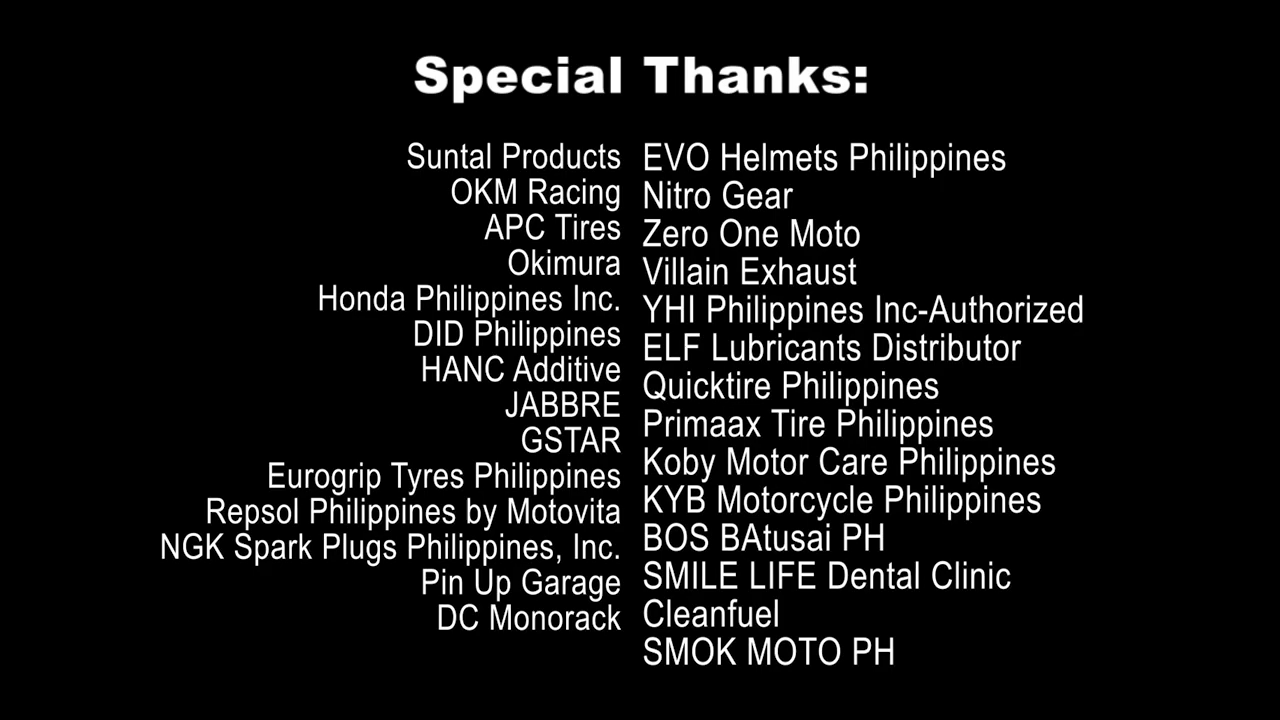 Special Thanks:
Suntal Products
OKM Racing
APC Tires
Okimura
Honda Philippines Inc.
DID Philippines
HANC Additive
JABBRE
GSTAR
Eurogrip Tyres Philippines
Repsol Philippines by Motovita
NGK Spark Plugs Philippines, Inc.
Pin Up Garage
DC Monorack
EVO Helmets Philippines
Nitro Gear
Zero One Moto
Villain Exhaust
YHI Philippines Inc-Authorized
ELF Lubricants Distributor
Quicktire Philippines
Primaax Tire Philippines
Koby Motor Care Philippines
KYB Motorcycle Philippines
BOS BAtusai PH
SMILE LIFE Dental Clinic
Cleanfuel
SMOK MOTO PH